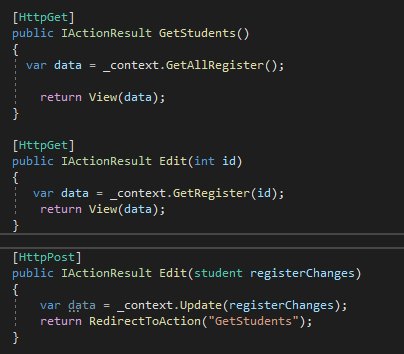 [HttpGet]
public IActionResult GetStudents()
{
var data = _context.GetAllRegister();
return View(data);
}
[HttpGet]
public IActionResult Edit(int id)
{
var data = _context.GetRegister(id);
return View(data);
}
[HttpPost]
public IActionResult Edit(student registerChanges)
{
var data = _context.Update(registerChanges);
return RedirectToAction("GetStudents");
}